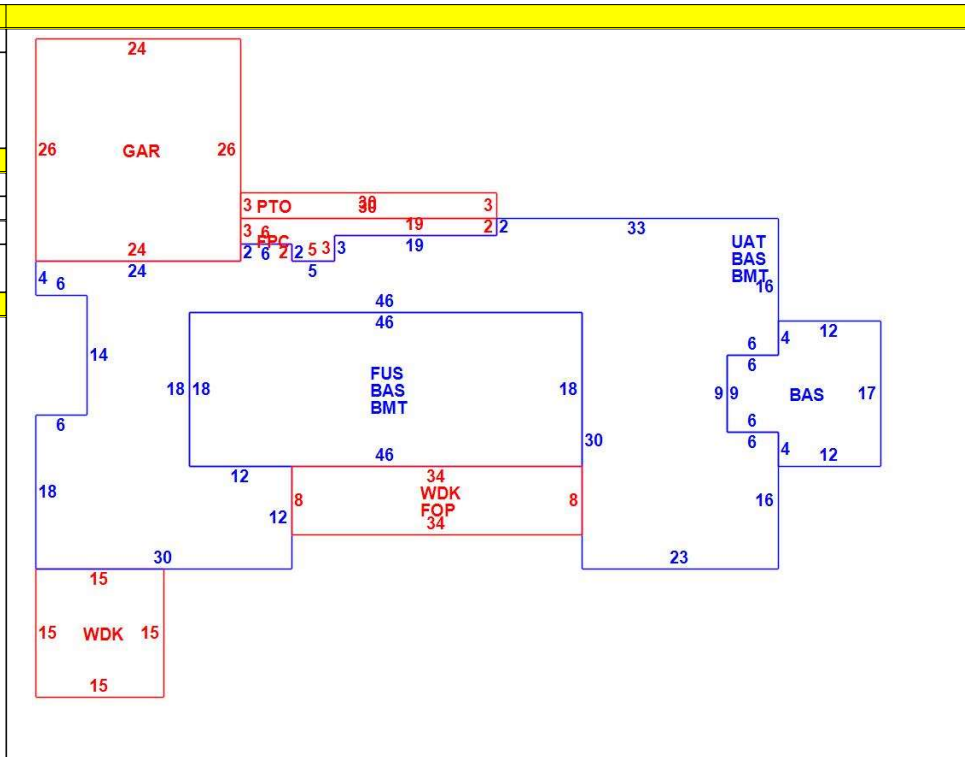 24
26 GAR 26
3 PTO 30 3
30
19
3 6 2 2 33
FPC
24 2 6 2 2 5 3 3 19
24 5
UAT
BAS
BMT
16
4 6
46
46
12
4
6
6
14
18 18 FUS 18
BAS
BMT
9 9 BAS 17
6
6
6
46 30
4
12 34 12
18 WDK
8 FOP 8 16
12 34
30 23
15
15 WDK 15
15